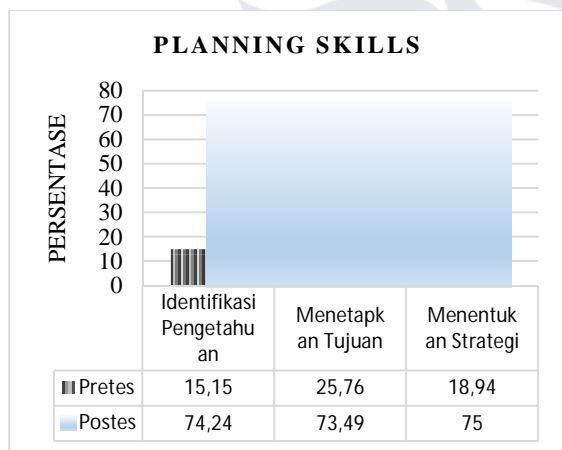 PLANNING SKILLS
PERSENTASE
80
70
60
50
40
30
20
10
0
Identifikasi
Pengetahu
an
Menetapk
an Tujuan
Menentuk
an Strategi
Pretes 15,15 25,76 18,94
Postes 74,24 73,49 75